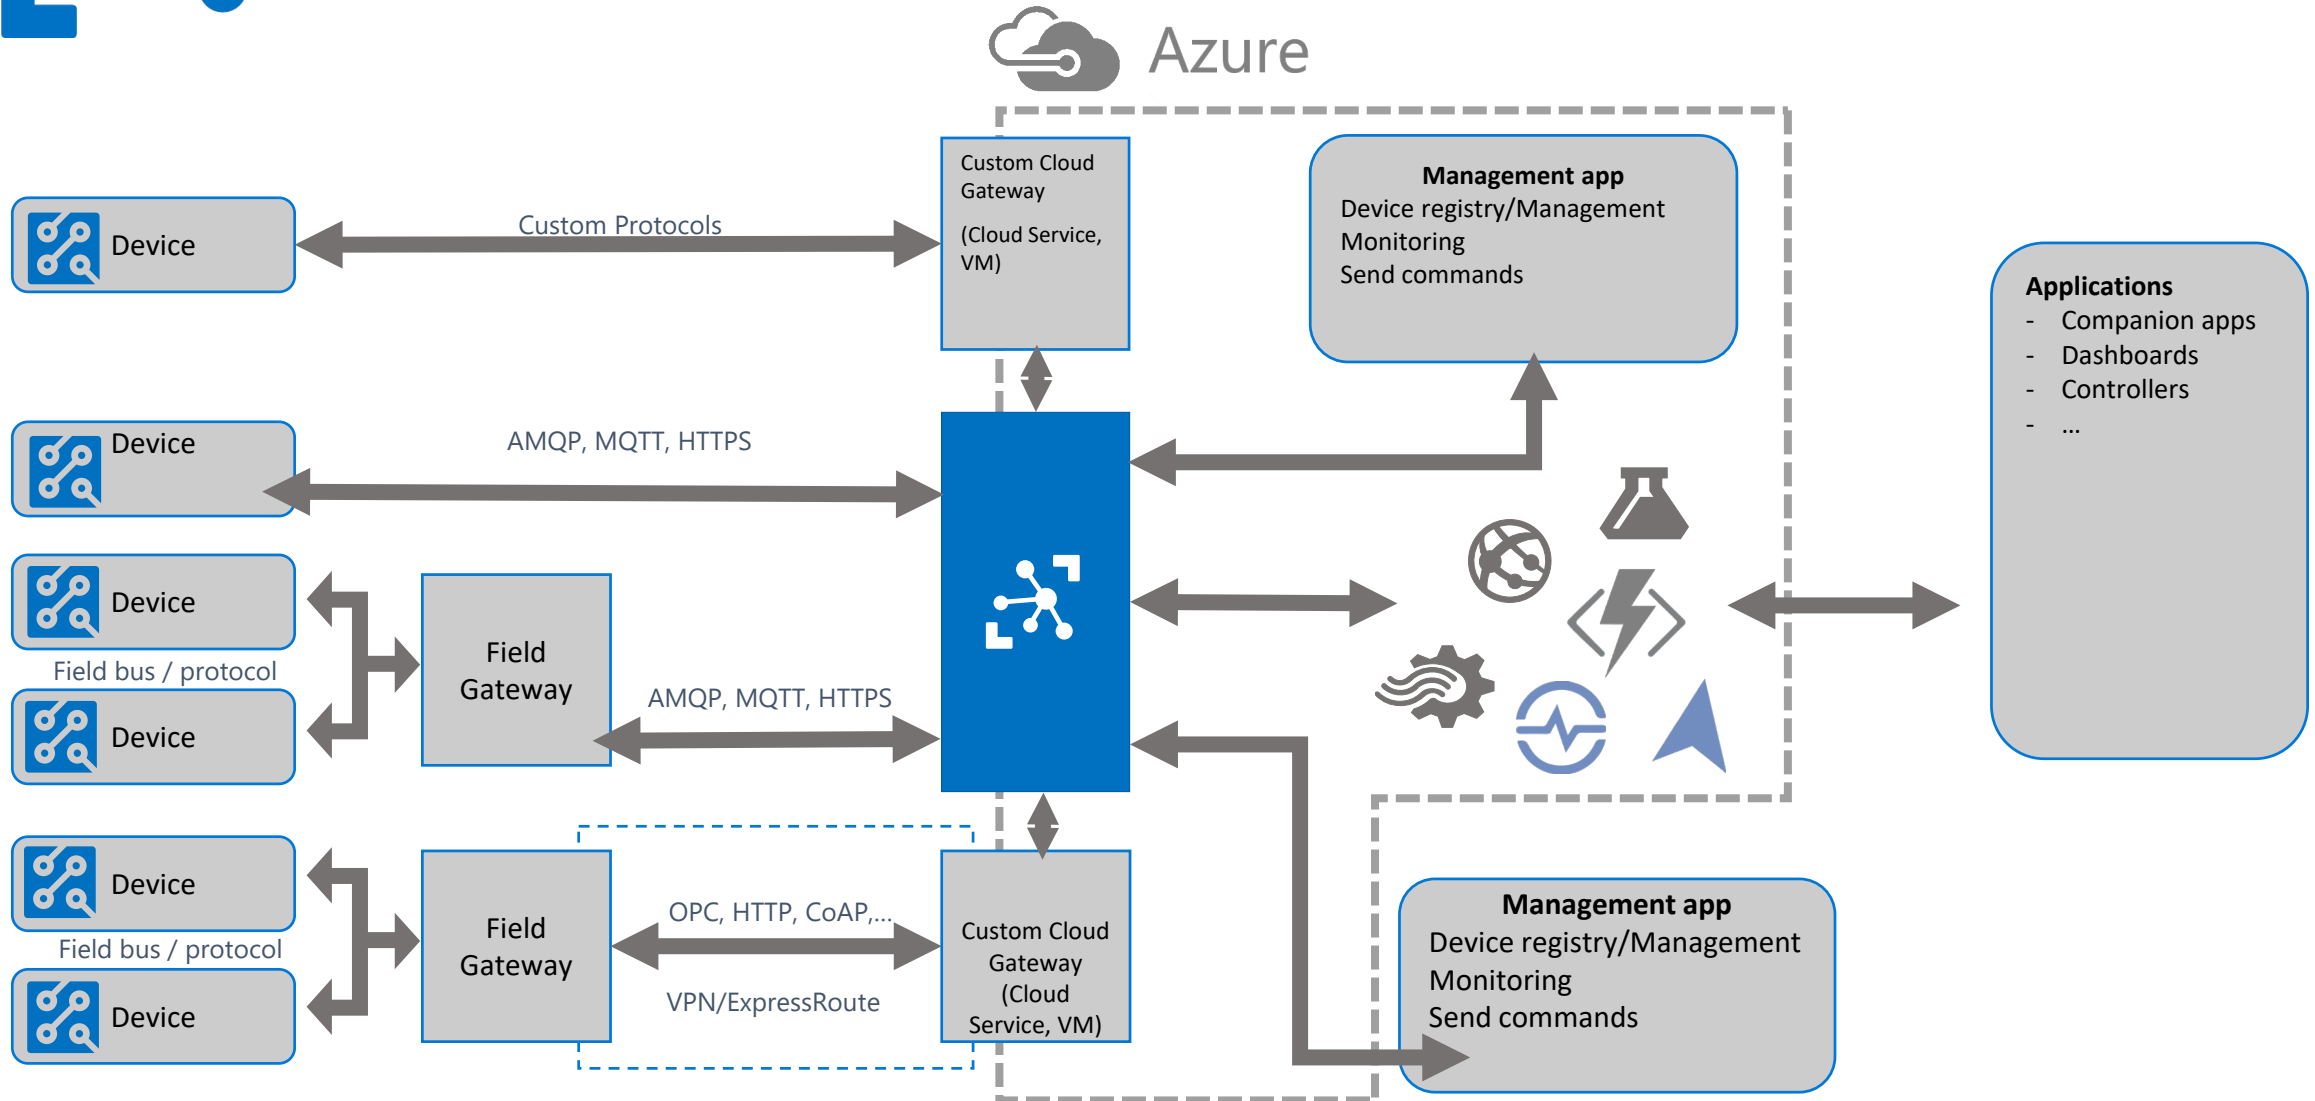 Azure
Custom Cloud
Gateway
(Cloud Service,
VM)
Management app
Device registry/Management
Monitoring
Send commands
Device
Custom Protocols
Applications
- Companion apps
- Dashboards
- Controllers
- ...
Device
AMQP, MQTT, HTTPS
Device
Field bus / protocol
Device
Field
Gateway
AMQP, MQTT, HTTPS
Device
Field bus / protocol
Device
Field
Gateway
OPC, HTTP, CoAP,...
VPN/ExpressRoute
Custom Cloud
Gateway
(Cloud
Service, VM)
Management app
Device registry/Management
Monitoring
Send commands